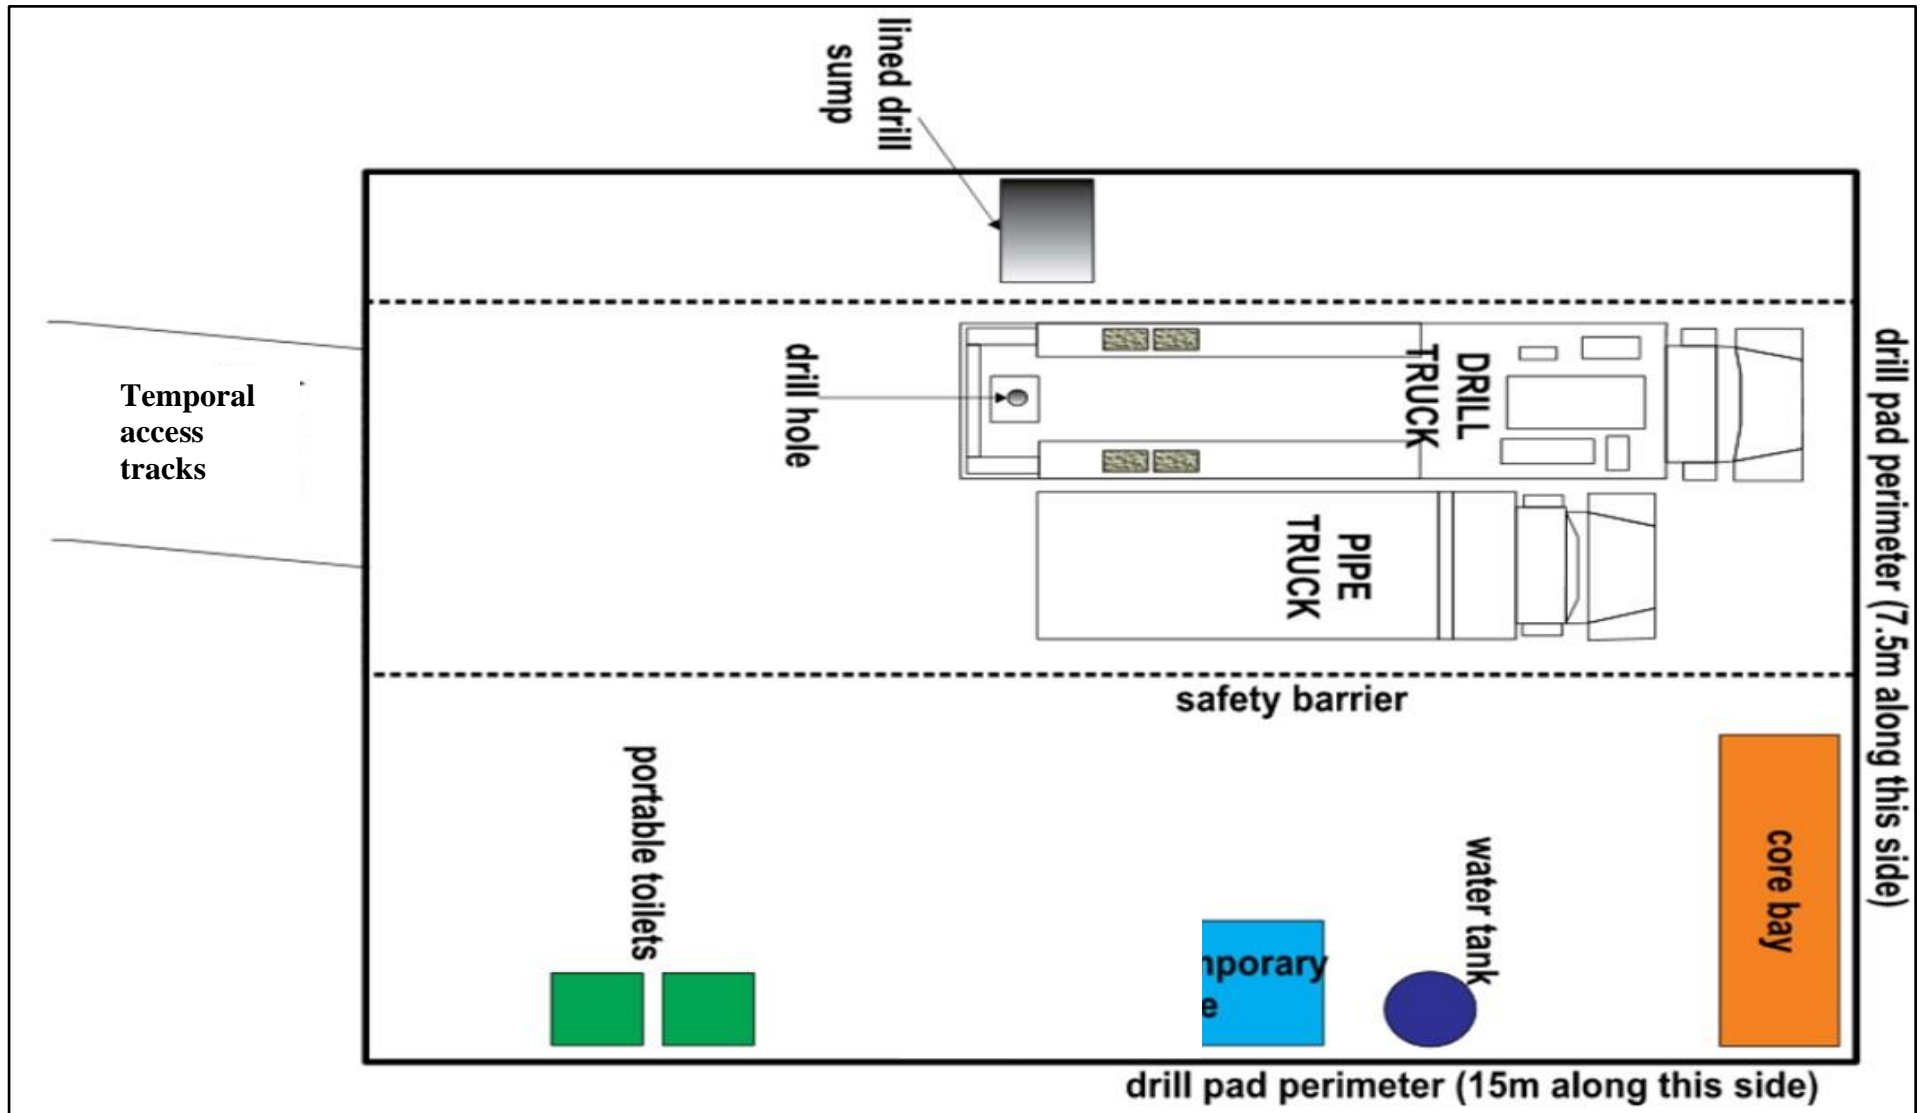 lined drill
sump
Temporal
access
tracks
drill hole
DRILL
TRUCK
PIPE
TRUCK
drill pad perimeter (7.5m along this side)
safety barrier
portable toilets
water tank
core bay
drill pad perimeter (15m along this side)